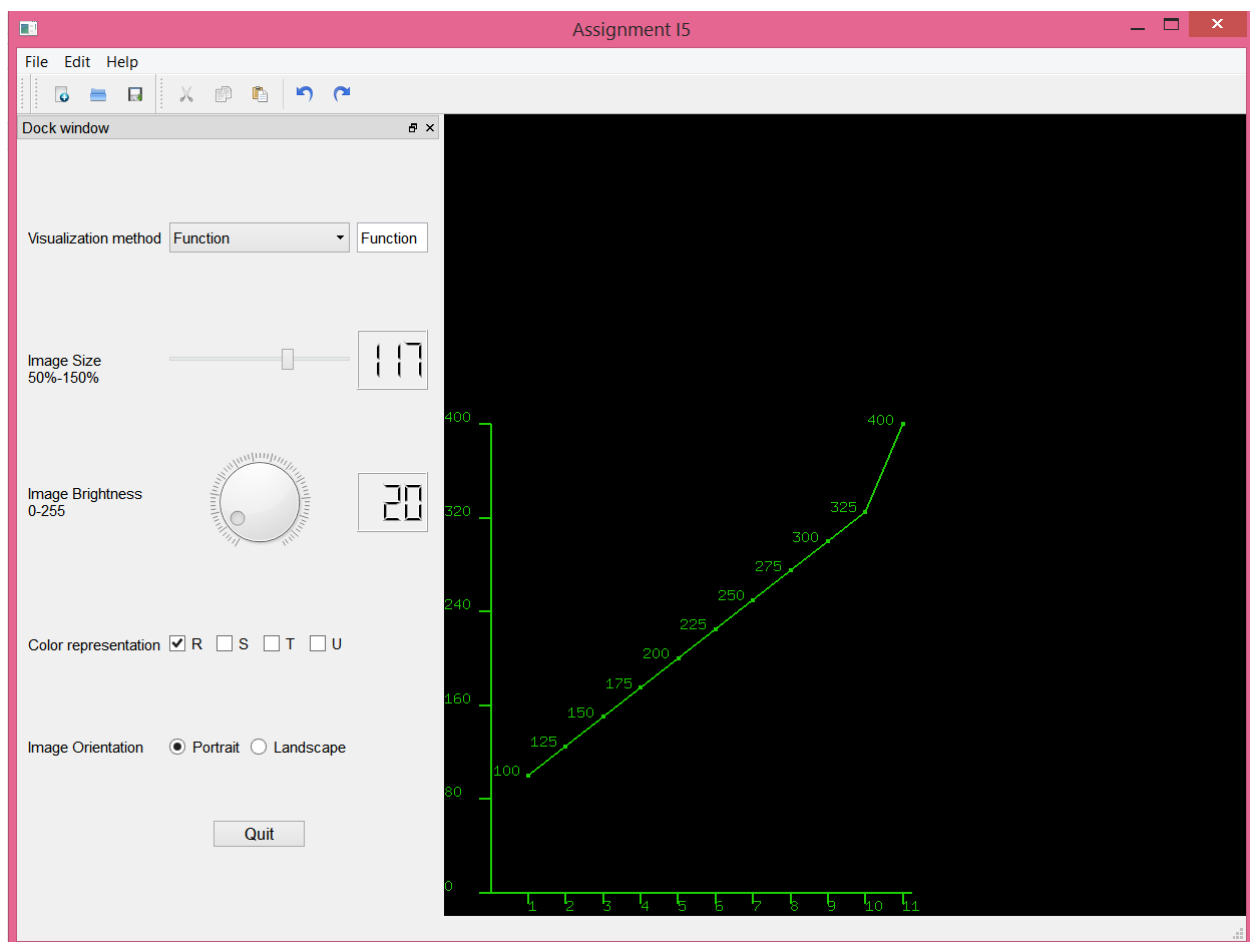 Assignment I5
File Edit Help
Dock window
Visualization method Function Function
Image Size
50%-150%
117
Image Brightness
0-255
20
Color representation R S T U
Image Orientation Portrait Landscape
Quit
400
320
240
160
80
0
100
125
150
175
200
225
250
275
300
325
400
1 2 3 4 5 6 7 8 9 10 11